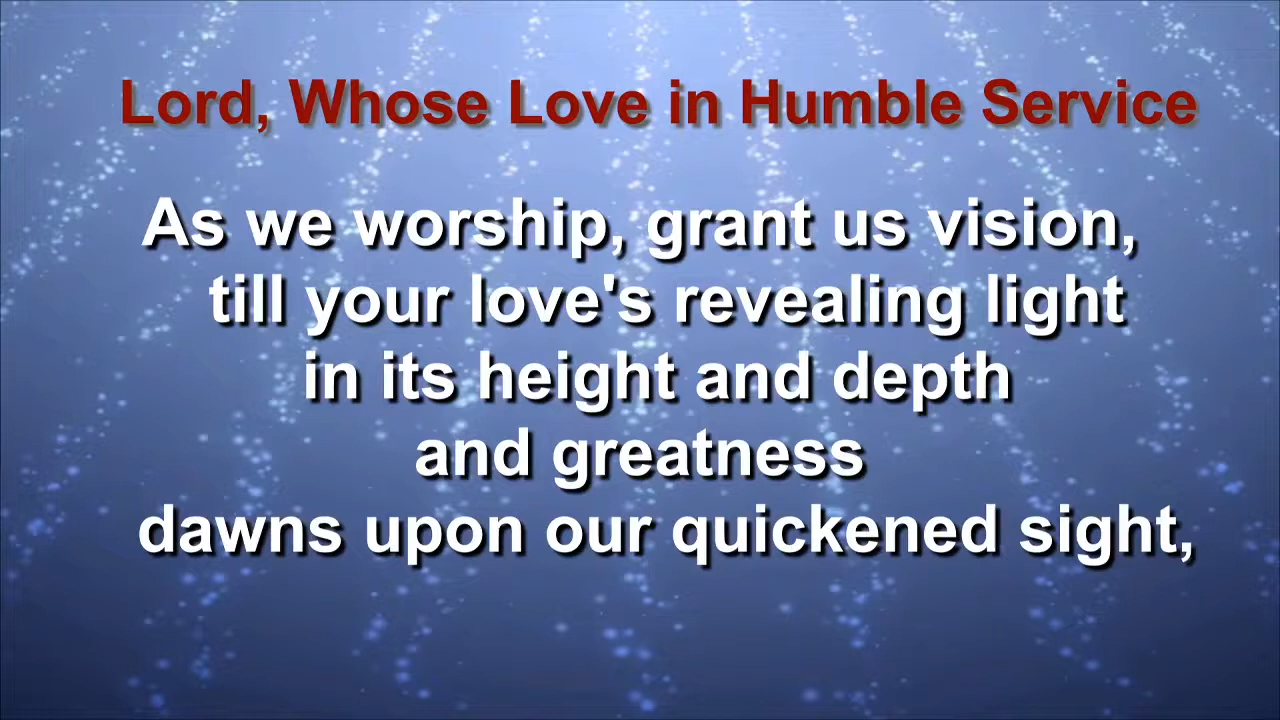 Lord, Whose Love in Humble Service
As we worship, grant us vision,
till your love's revealing light
in its height and depth
and greatness
dawns upon our quickened sight,